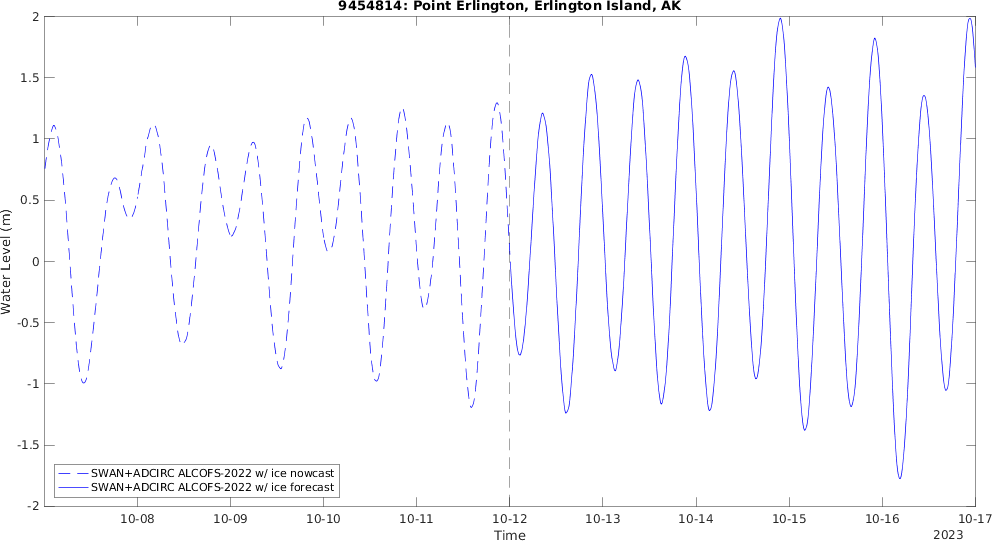 9454814: Point Erlington, Erlington Island, AK
2
1.5
1
0.5
0
-0.5
-1
-1.5
-2
Water Level (m)
SWAN+ADCIRC ALCOFS-2022 w/ ice nowcast
SWAN+ADCIRC ALCOFS-2022 w/ ice forecast
10-08 10-09 10-10 10-11 10-12 10-13 10-14 10-15 10-16 10-17
Time
2023